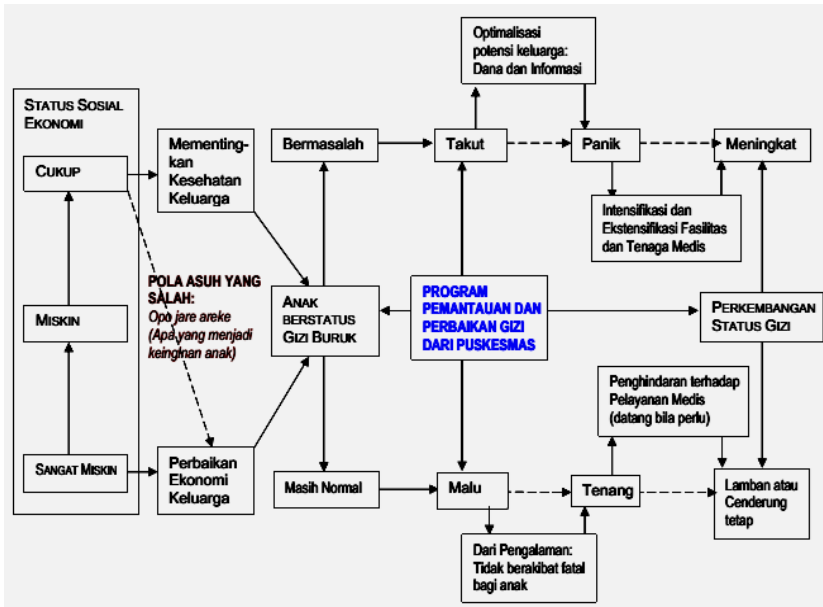 Optimalisasi
potensi keluarga:
Dana dan Informasi
STATUS SOSIAL
EKONOMI
CUKUP
Mementing-
kan
Kesehatan
Keluarga
Bermasalah
Takut
Panik
Meningkat
Intensifikasi dan
Ekstensifikasi Fasilitas
dan Tenaga Medis
POLA ASUH YANG
SALAH:
Opo jare areke
(Apa yang menjadi
keinginan anak)
MISKIN
ANAK
BERSTATUS
GIZI BURUK
PROGRAM
PEMANTAUAN DAN
PERBAIKAN GIZI
DARI PUSKESMAS
PERKEMBANGAN
STATUS GIZI
Penghindaran terhadap
Pelayanan Medis
(datang bila perlu)
SANGAT MISKIN
Perbaikan
Ekonomi
Keluarga
Masih Normal
Malu
Tenang
Lamban atau
Cenderung
tetap
Dari Pengalaman:
Tidak berakibat fatal
bagi anak